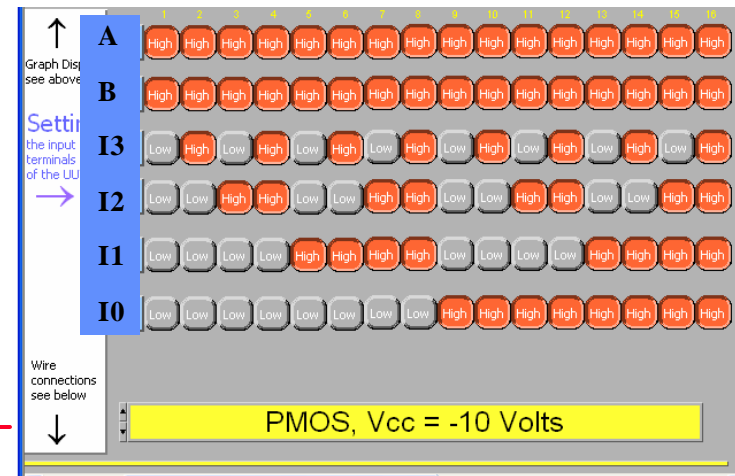 1 2 3 4 5 6 7 8 9 10 11 12 13 14 15 16
A High High High High High High High High High High High High High High High High
Graph Disp
see above
B High High High High High High High High High High High High High High High High
Settin
the input
terminals
of the UU
I3 Low High Low High Low High Low High Low High Low High Low High Low High
I2 Low Low High High Low Low High High Low Low High High Low Low High High
I1 Low Low Low Low High High High High Low Low Low Low High High High High
I0 Low Low Low Low Low Low Low Low High High High High High High High High
Wire
connections
see below
PMOS, Vcc = -10 Volts